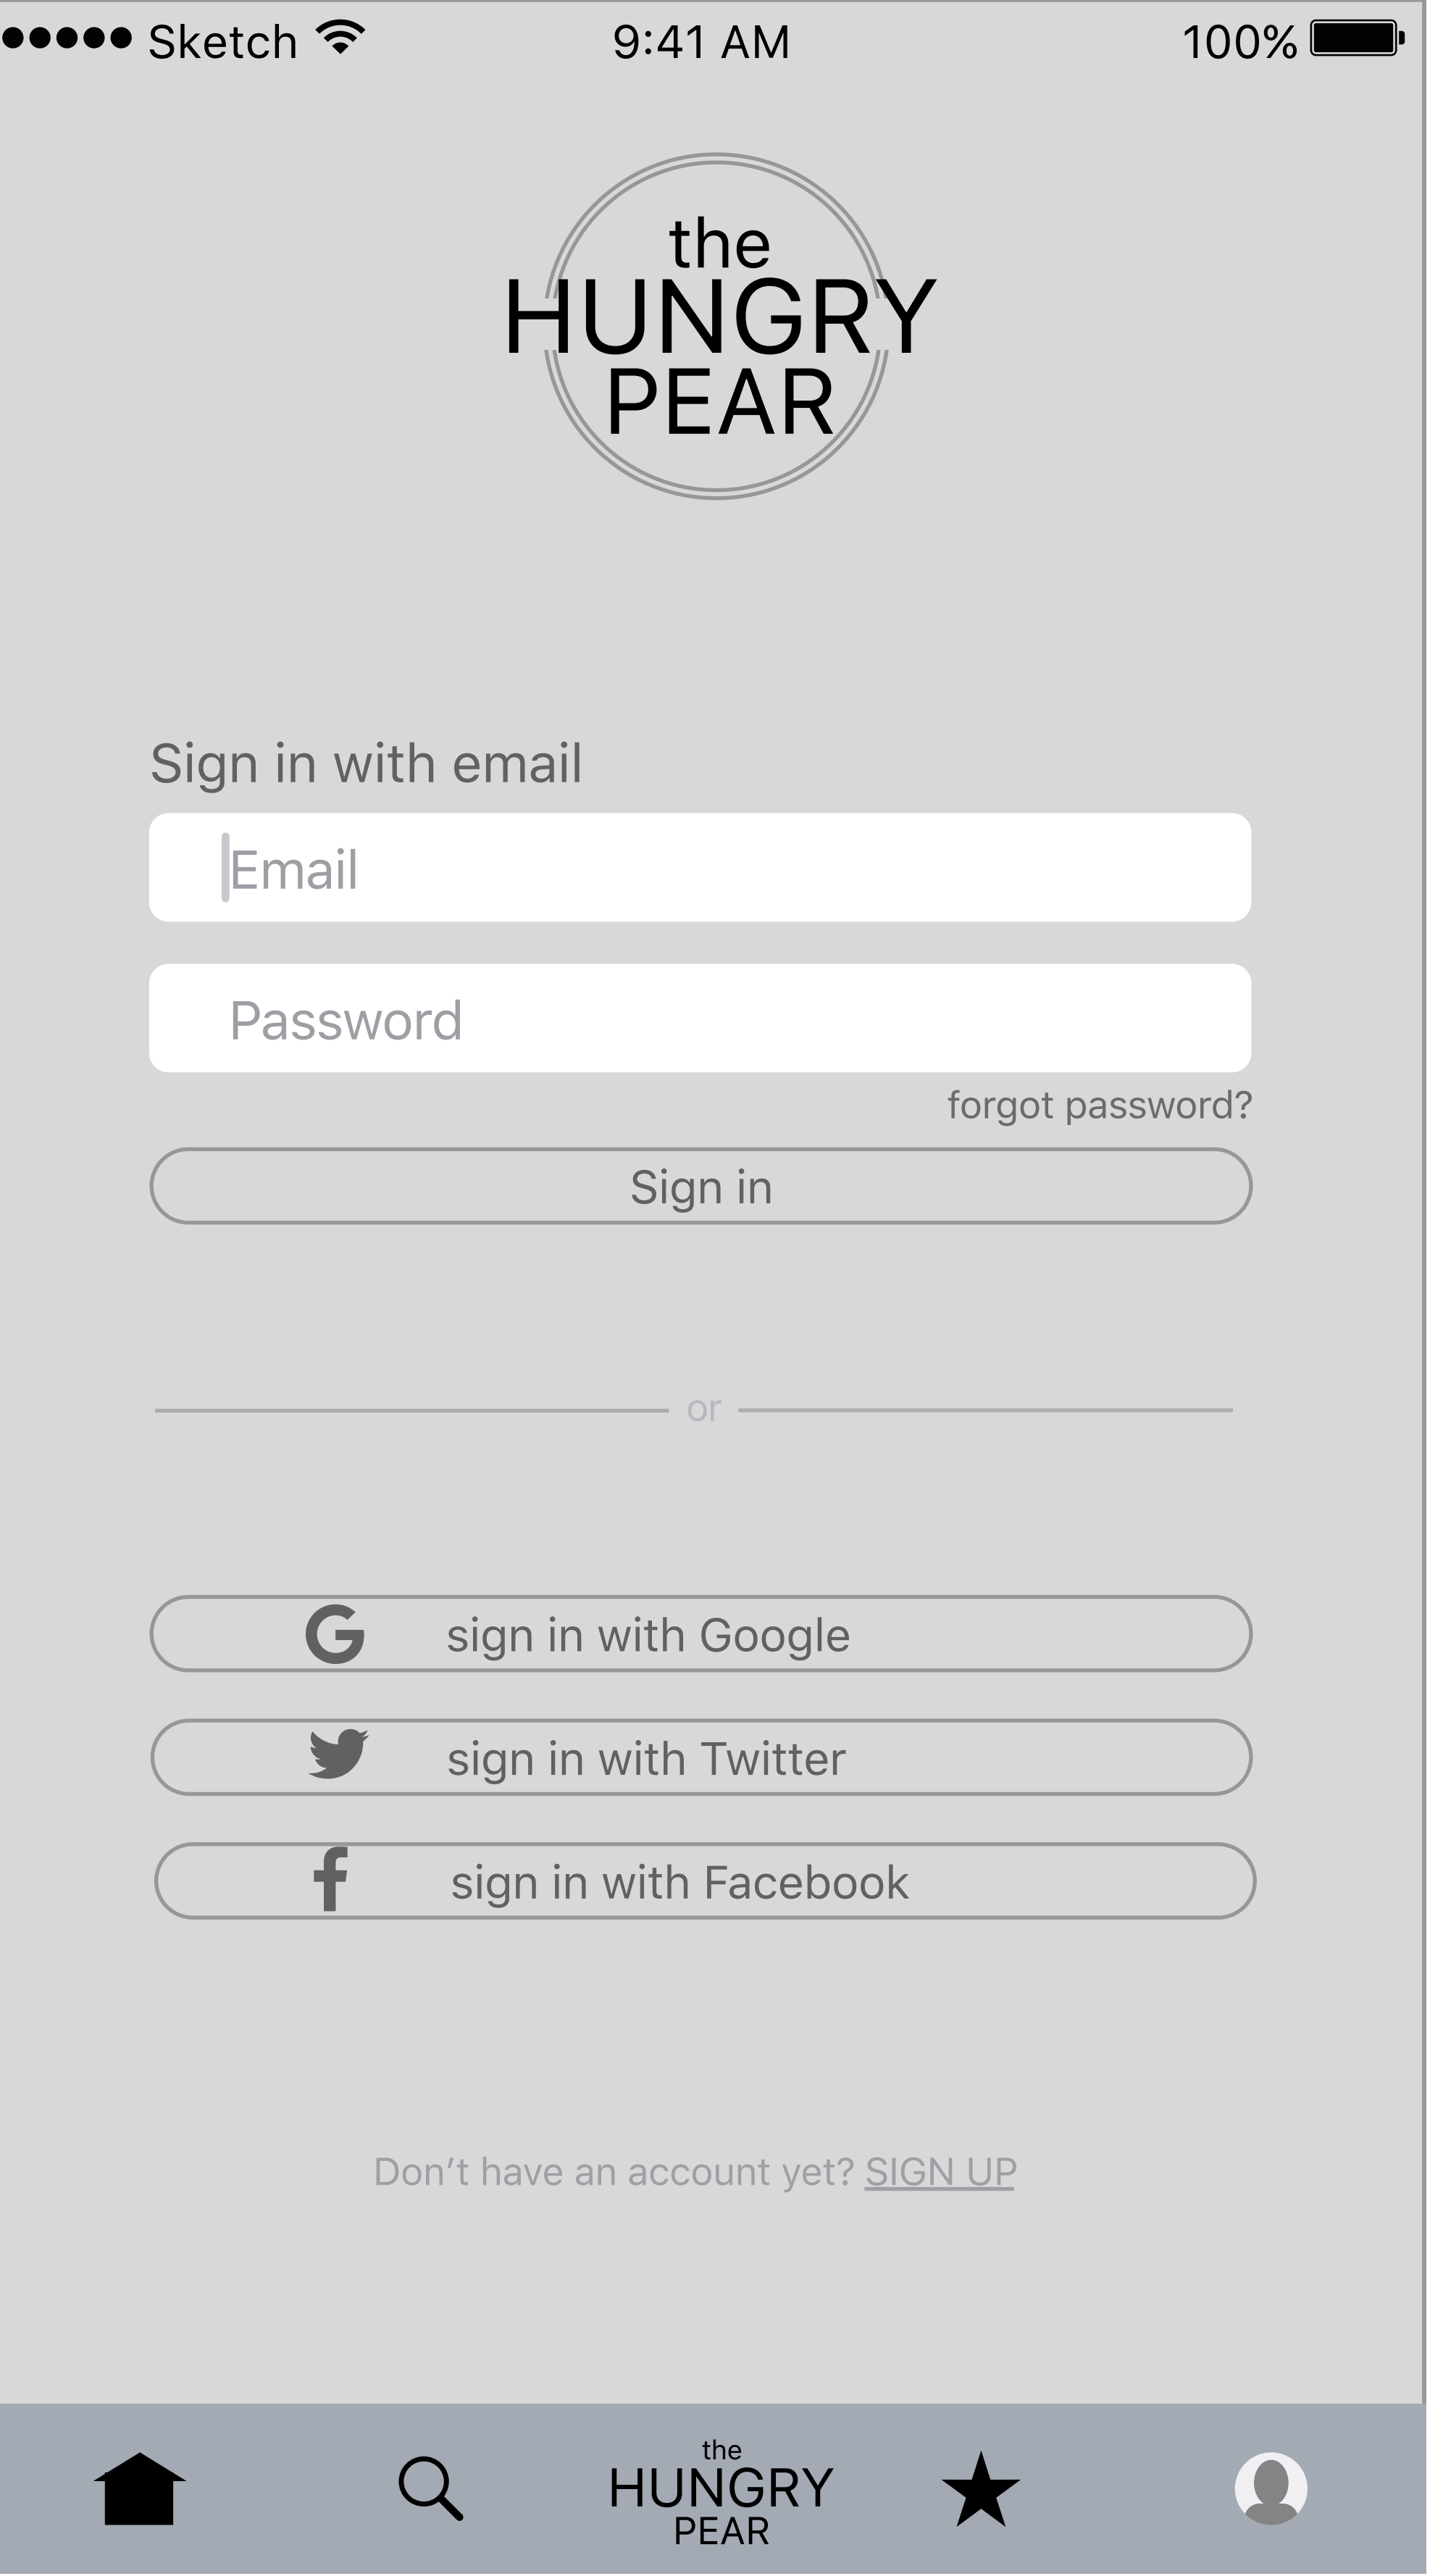 Sketch 9:41 AM 100%
the
HUNGRY
PEAR
Sign in with email
Email
Password
forgot password?
Sign in
or
sign in with Google
sign in with Twitter
sign in with Facebook
Don’t have an account yet? SIGN UP
the
HUNGRY
PEAR